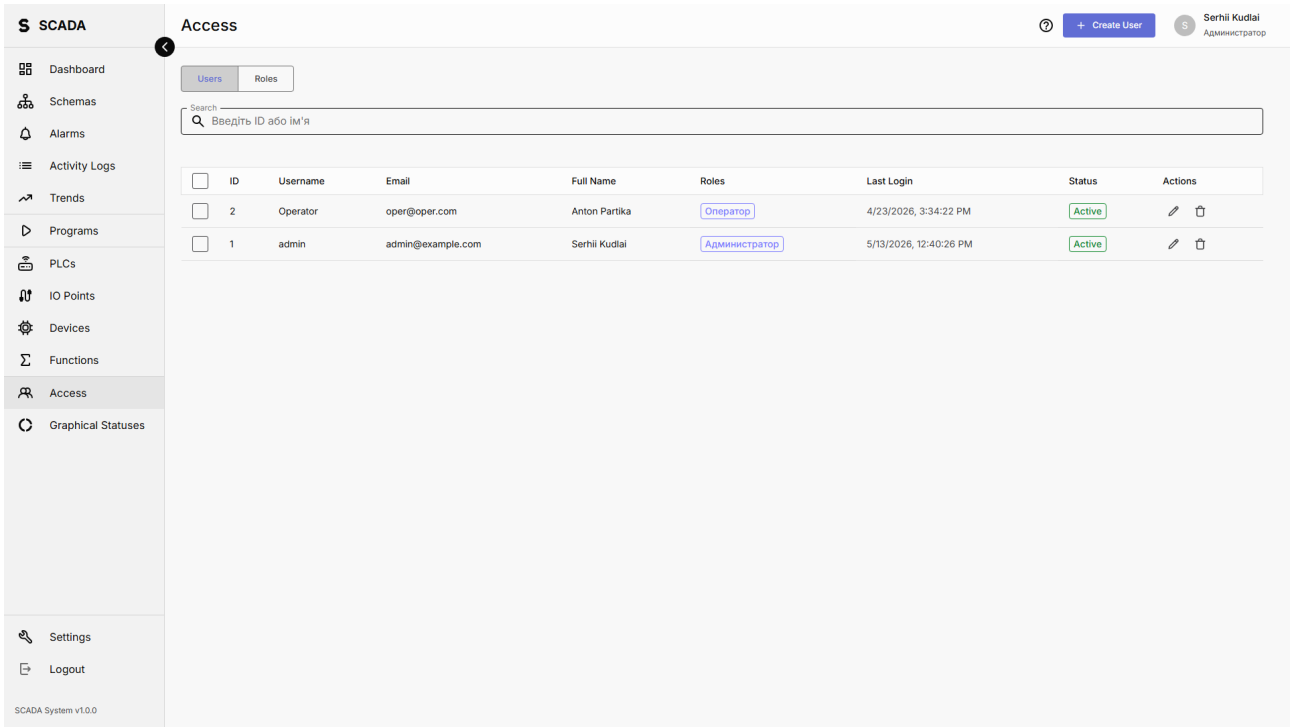 SCADA
Dashboard
Schemas
Alarms
Activity Logs
Trends
Programs
PLCs
IO Points
Devices
Functions
Access
Graphical Statuses
Settings
Logout
SCADA System v1.0.0
Access
+ Create User
S
Serhii Kudlai
Администратор
Users Roles
Search
Введіть ID або ім'я
ID Username Email Full Name Roles Last Login Status Actions
2 Operator oper@oper.com Anton Partika Оператор 4/23/2026, 3:34:22 PM Active
1 admin admin@example.com Serhii Kudlai Администратор 5/13/2026, 12:40:26 PM Active